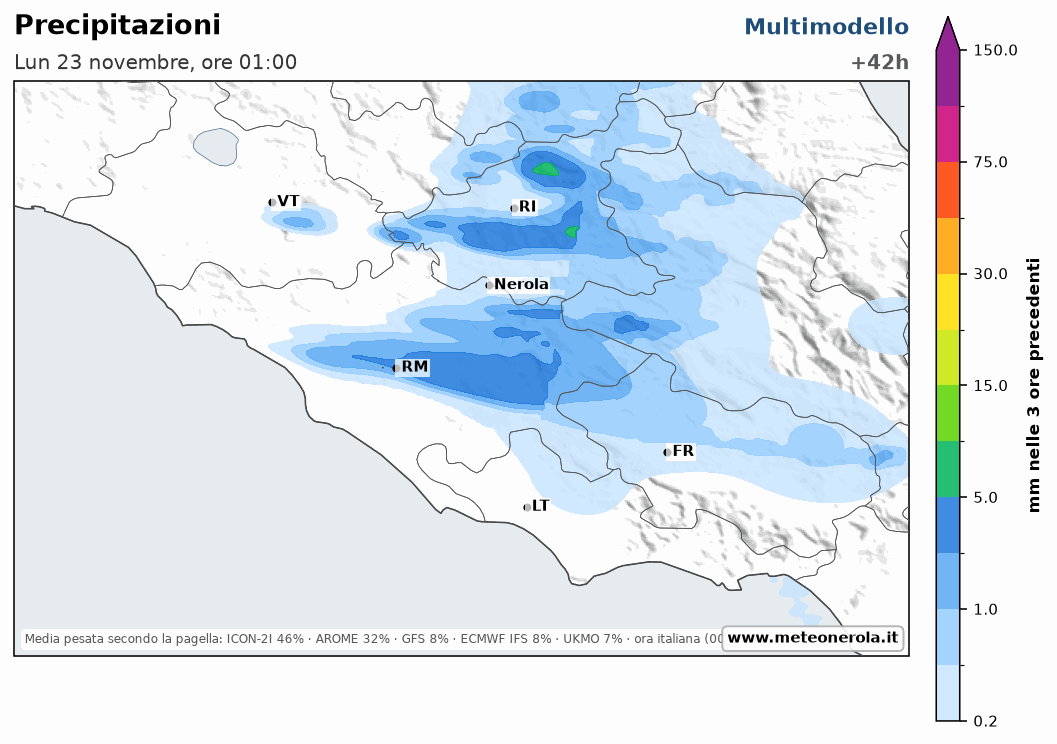 Precipitazioni
Multimodello
Lun 23 novembre, ore 01:00
+42h
150.0
75.0
30.0
15.0
5.0
1.0
0.2
mm nelle 3 ore precedenti
VT
RI
Nerola
RM
FR
LT
Media pesata secondo la pagella: ICON-2I 46% · AROME 32% · GFS 8% · ECMWF IFS 8% · UKMO 7% · ora italiana (00
www.meteonerola.it